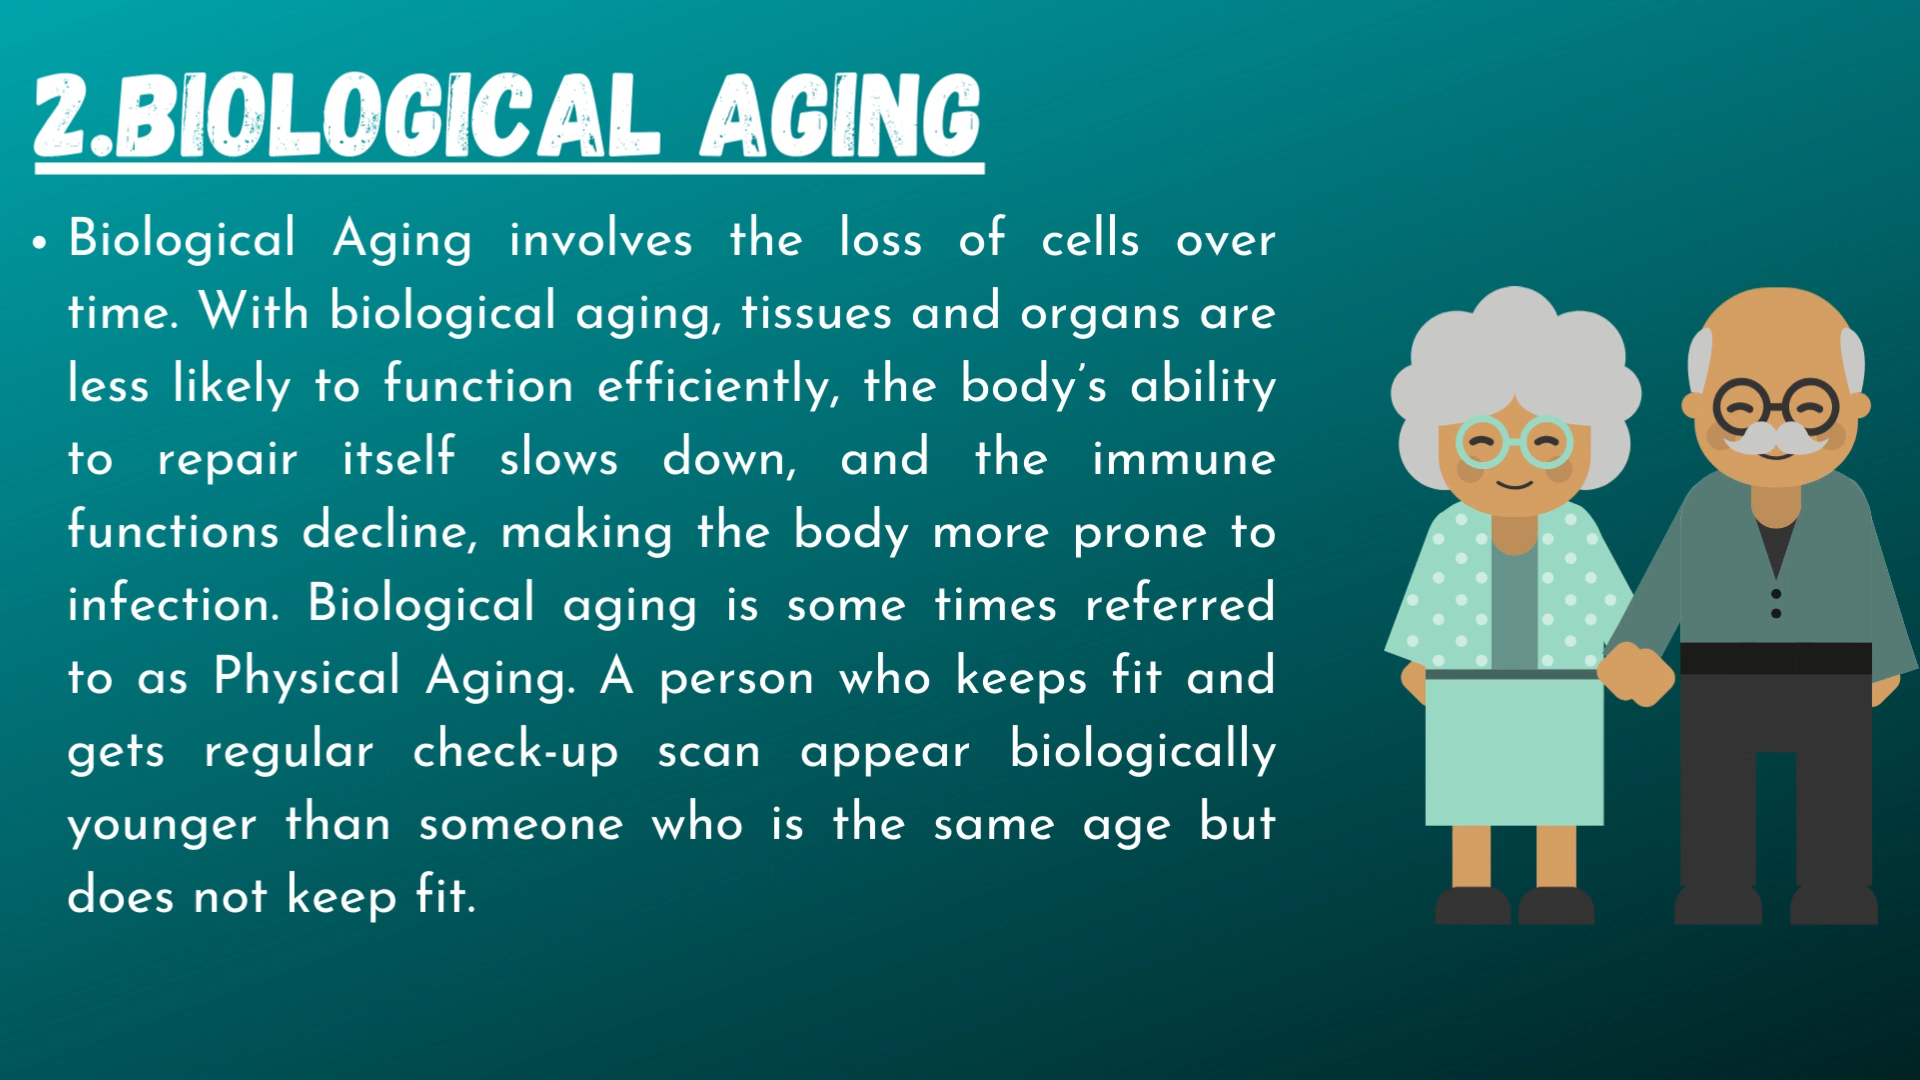 2.BIOLOGICAL AGING
• Biological Aging involves the loss of cells over
time. With biological aging, tissues and organs are
less likely to function efficiently, the body's ability
to repair itself slows down, and the immune
functions decline, making the body more prone to
infection. Biological aging is some times referred
to as Physical Aging. A person who keeps fit and
gets regular check-up scan appear biologically
younger than someone who is the same age but
does not keep fit.